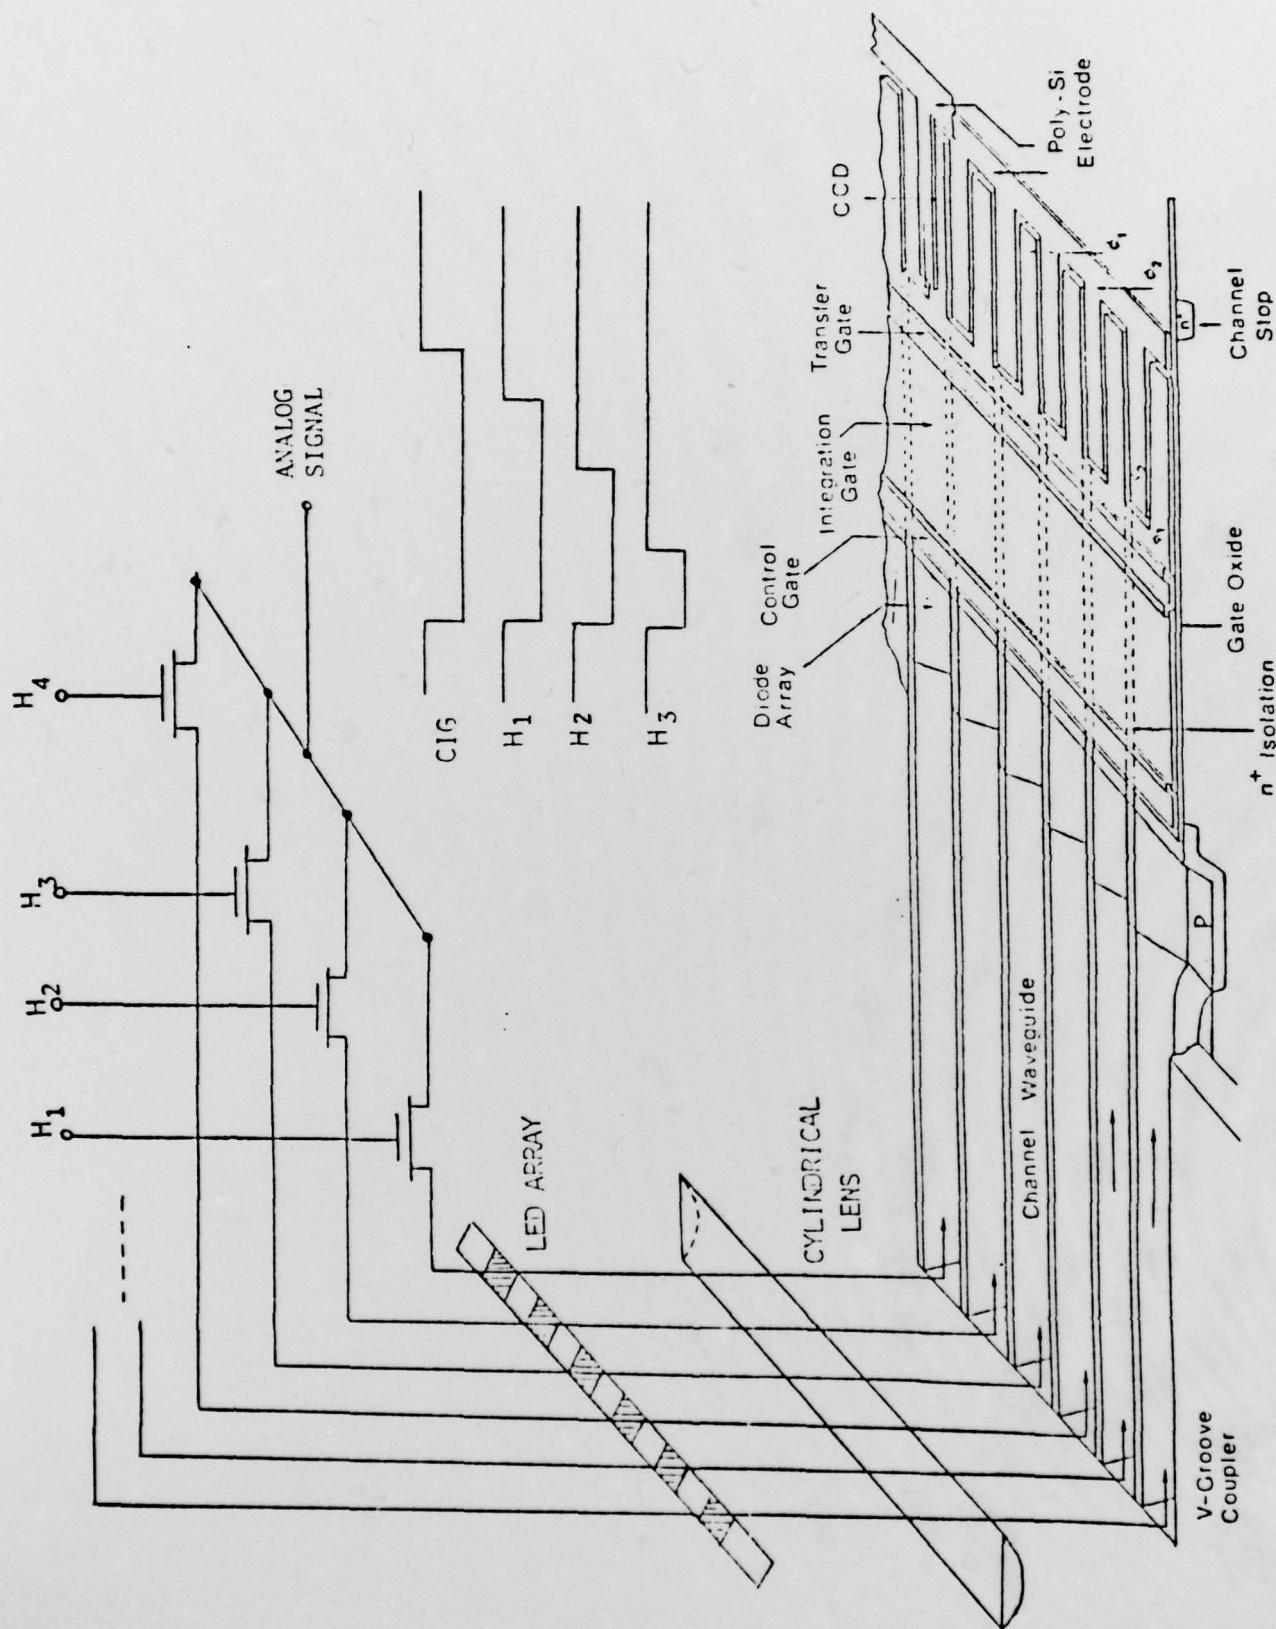 H1
H2
H3
H4
ANALOG
SIGNAL
LED ARRAY
CIG
H1
H2
H3
CYLINDRICAL
LENS
Diode
Array
Control
Gate
Integration
Gate
Transfer
Gate
CCD
Poly-Si
Electrode
Channel Waveguide
V-Groove
Coupler
P
n+ Isolation
Gate Oxide
n+
Channel
Stop